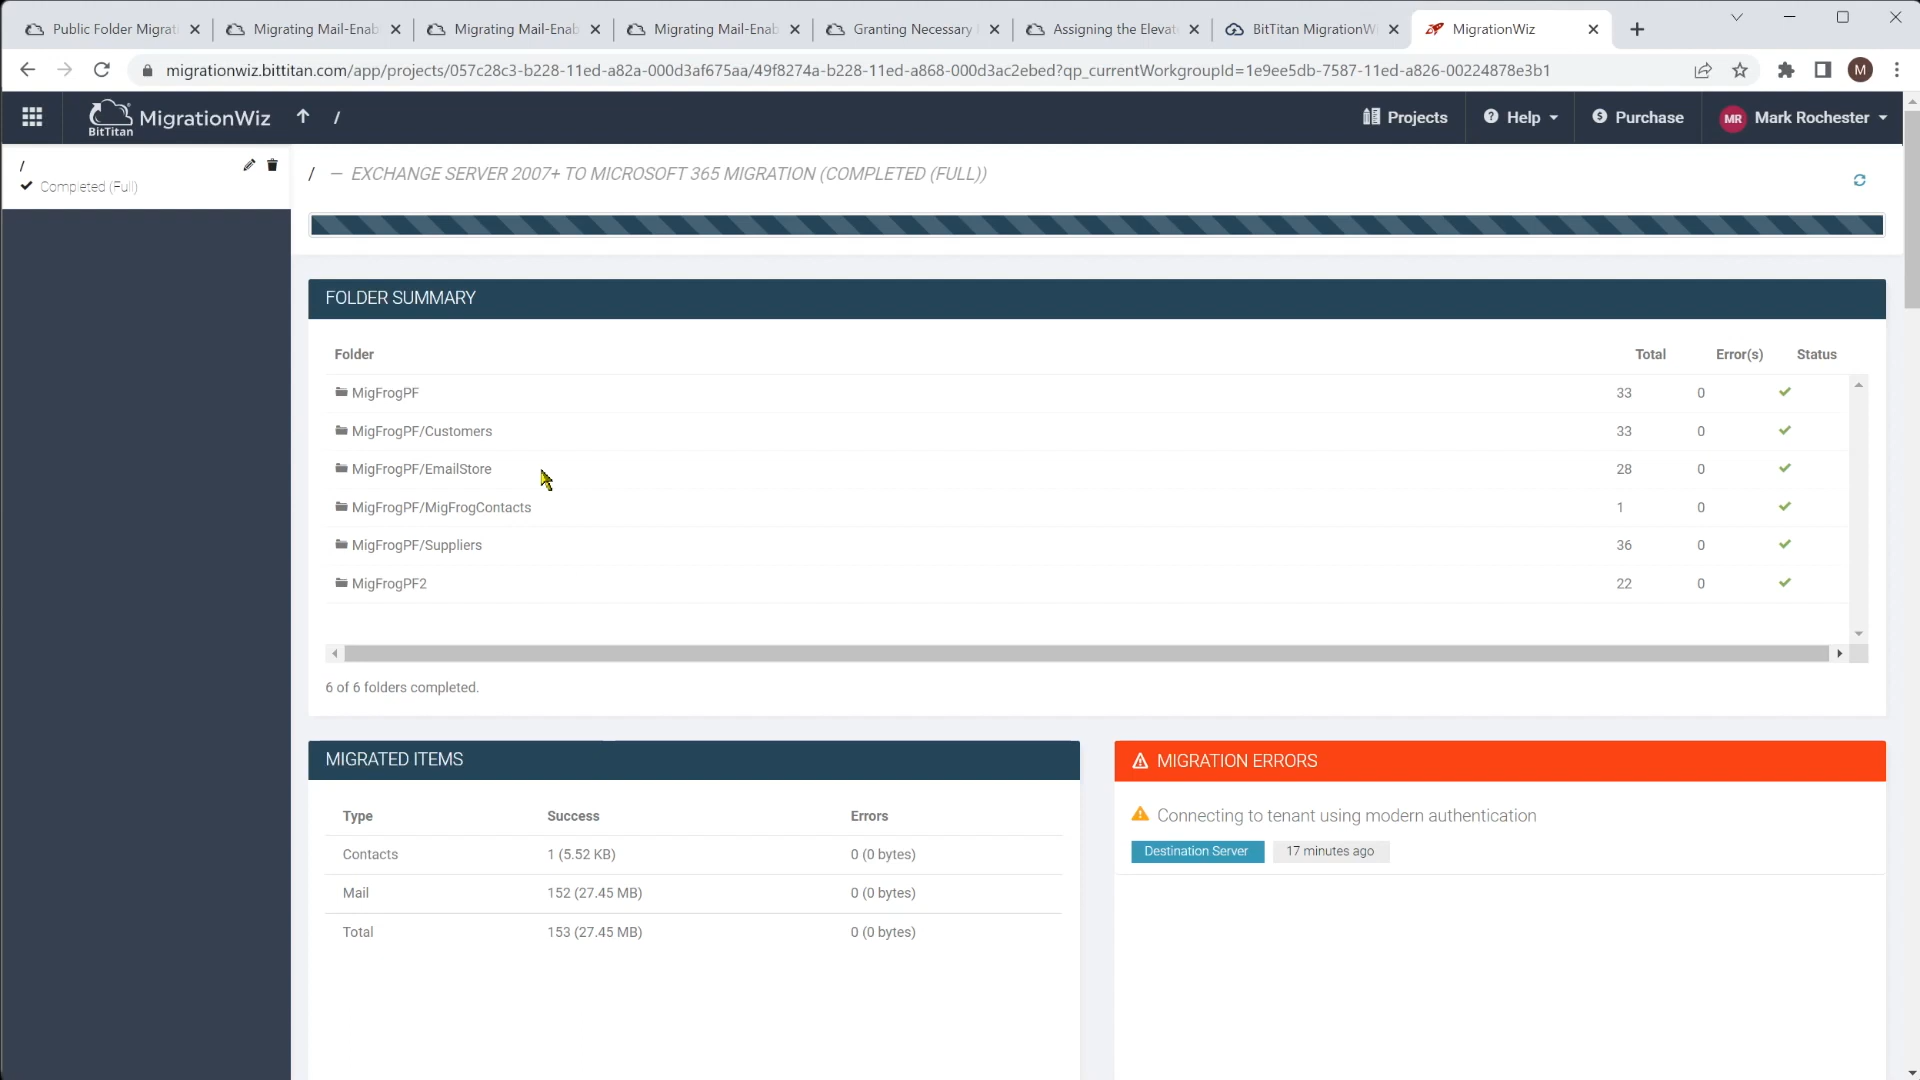 Public Folder Migrat
Migrating Mail-Enab
Migrating Mail-Enab
Migrating Mail-Enab
Granting Necessary
Assigning the Elevat
BitTitan MigrationW
MigrationWiz
migrationwiz.bittitan.com/app/projects/057c28c3-b228-11ed-a82a-000d3af675aa/49f8274a-b228-11ed-a868-000d3ac2ebed?qp_currentWorkgroupId=1e9ee5db-7587-11ed-a826-00224878e3b1
M
BitTitan MigrationWiz
/
Projects
Help
Purchase
MR Mark Rochester
/
Completed (Full)
/ — EXCHANGE SERVER 2007+ TO MICROSOFT 365 MIGRATION (COMPLETED (FULL))
FOLDER SUMMARY
Folder Total Error(s) Status
MigFrogPF 33 0
MigFrogPF/Customers 33 0
MigFrogPF/EmailStore 28 0
MigFrogPF/MigFrogContacts 1 0
MigFrogPF/Suppliers 36 0
MigFrogPF2 22 0
6 of 6 folders completed.
MIGRATED ITEMS
Type Success Errors
Contacts 1 (5.52 KB) 0 (0 bytes)
Mail 152 (27.45 MB) 0 (0 bytes)
Total 153 (27.45 MB) 0 (0 bytes)
MIGRATION ERRORS
Connecting to tenant using modern authentication
Destination Server 17 minutes ago